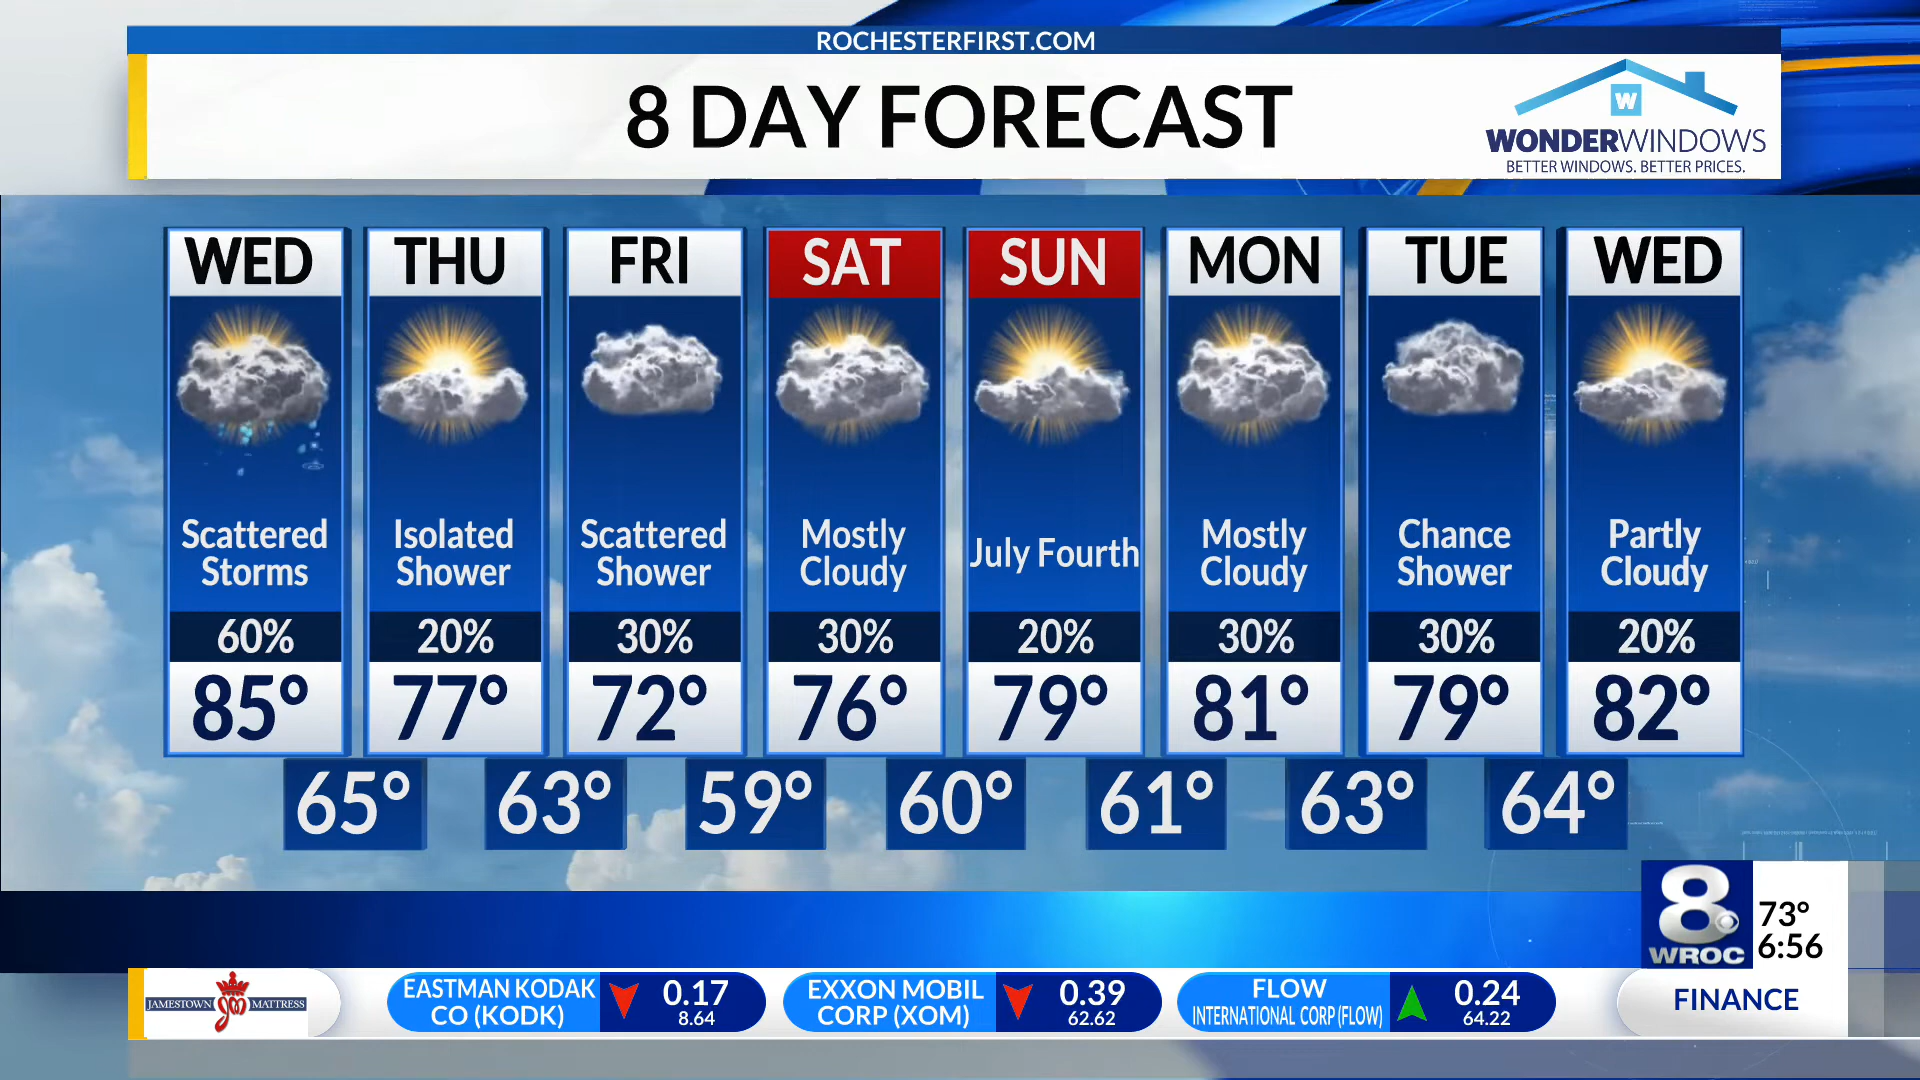 ROCHESTERFIRST.COM
8 DAY FORECAST
W
WONDERWINDOWS
BETTER WINDOWS. BETTER PRICES.
WED
Scattered
Storms
60%
85°
THU
Isolated
Shower
20%
77°
FRI
Scattered
Shower
30%
72°
SAT
Mostly
Cloudy
30%
76°
SUN
July Fourth
20%
79°
MON
Mostly
Cloudy
30%
81°
TUE
Chance
Shower
30%
79°
WED
Partly
Cloudy
20%
82°
65° 63° 59° 60° 61° 63° 64°
8
WROC
73°
6:56
JAMESTOWN jm MATTRESS
EASTMAN KODAK
CO (KODK)
0.17
8.64
EXXON MOBIL
CORP (XOM)
0.39
62.62
FLOW
INTERNATIONAL CORP (FLOW)
0.24
64.22
FINANCE